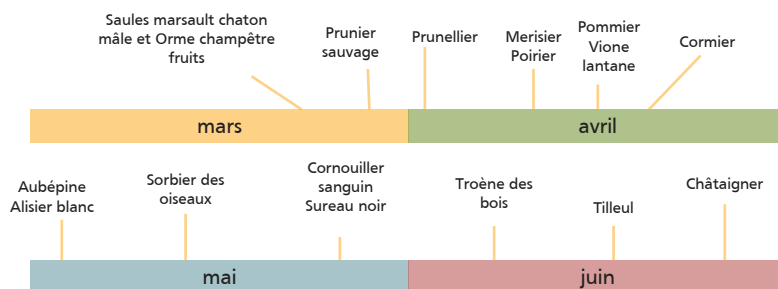 Saules marsault chaton
mâle et Orme champêtre
fruits
Prunier
sauvage
Prunellier
Merisier
Poirier
Pommier
Vione
lantane
Cormier
mars
avril
Aubépine
Alisier blanc
Sorbier des
oiseaux
Cornouiller
sanguin
Sureau noir
Troène des
bois
Tilleul
Châtaigner
mai
juin